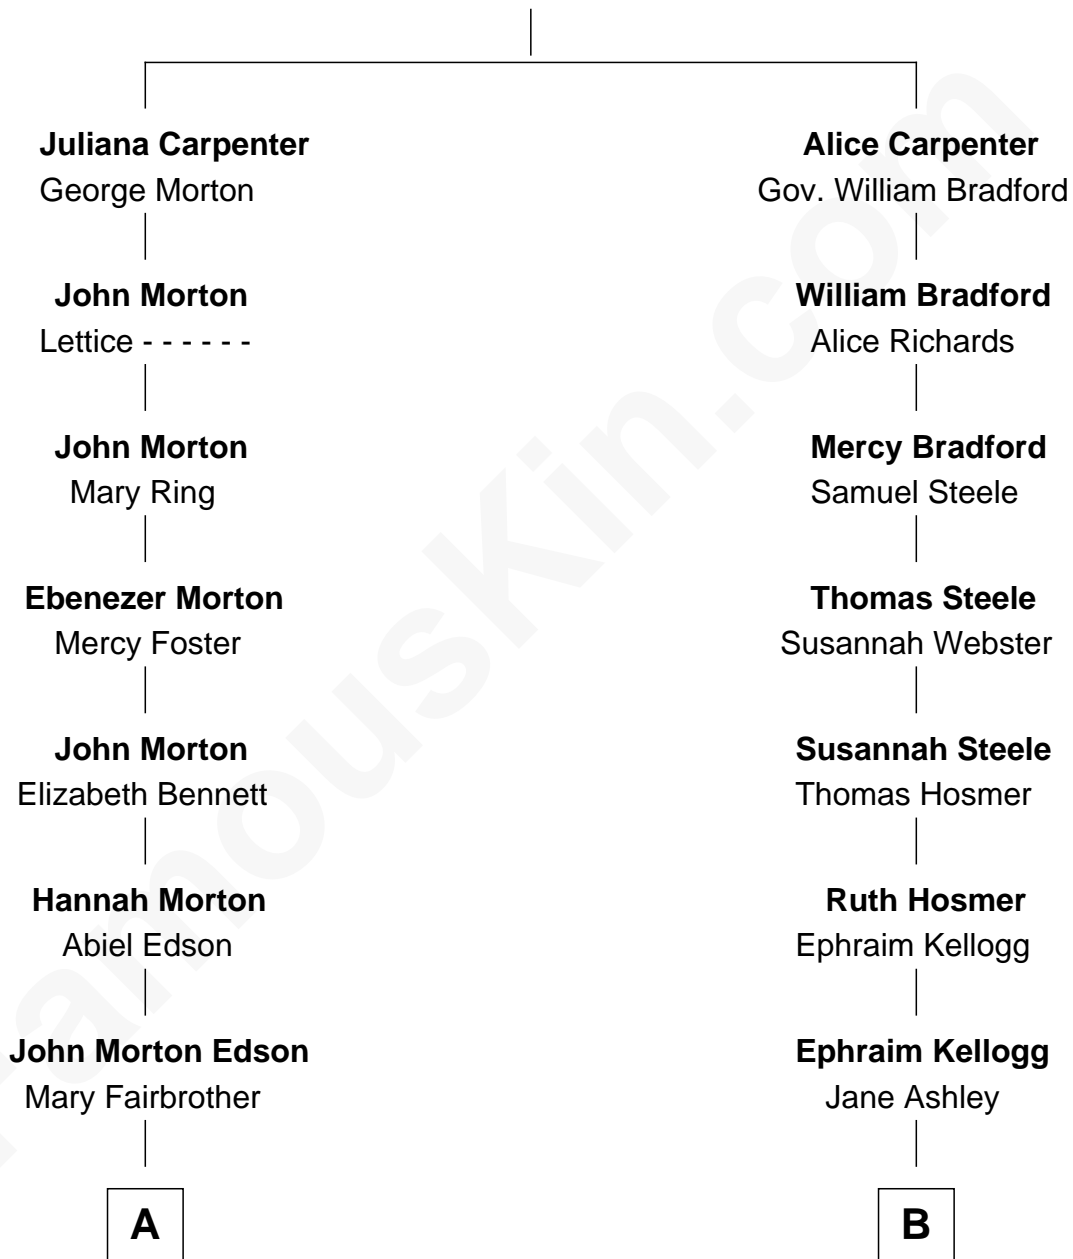 Juliana Carpenter
George Morton
John Morton
Lettice - - - - - -
John Morton
Mary Ring
Ebenezer Morton
Mercy Foster
John Morton
Elizabeth Bennett
Hannah Morton
Abiel Edson
John Morton Edson
Mary Fairbrother
A
Alice Carpenter
Gov. William Bradford
William Bradford
Alice Richards
Mercy Bradford
Samuel Steele
Thomas Steele
Susannah Webster
Susannah Steele
Thomas Hosmer
Ruth Hosmer
Ephraim Kellogg
Ephraim Kellogg
Jane Ashley
B
FamousKin.com